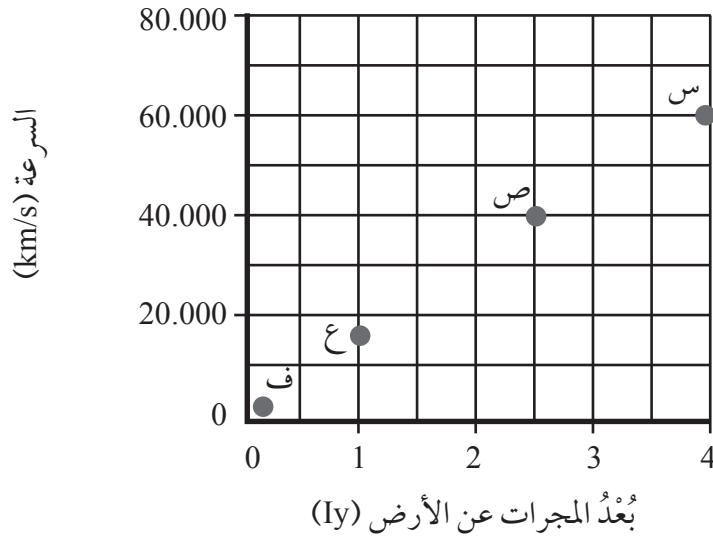 80.000
60.000
40.000
20.000
0
السرعة (km/s)
س
ص
ع
ف
0 1 2 3 4
بُعْدُ المجرات عن الأرض (Iy)